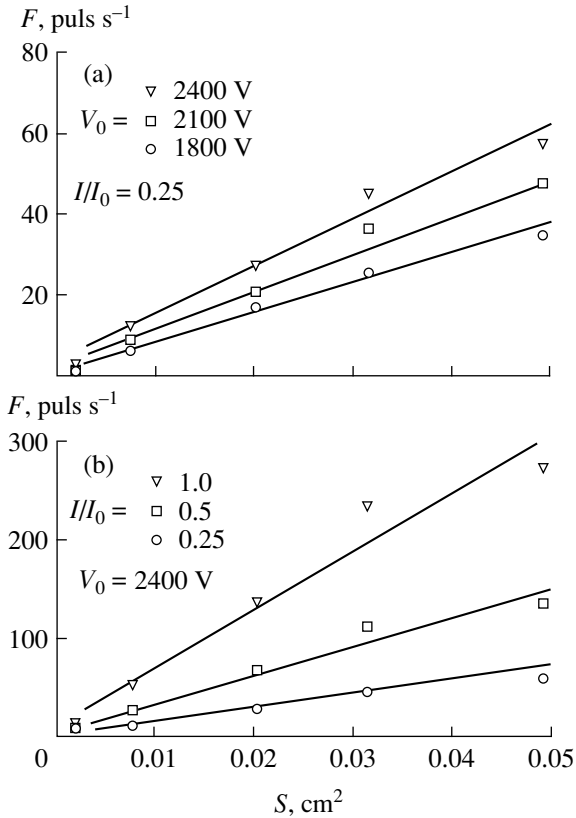 F, puls s⁻¹
80
(a)
▽ 2400 V
V₀ = □ 2100 V
○ 1800 V
60
I/I₀ = 0.25
40
20
F, puls s⁻¹
300
(b)
▽ 1.0
I/I₀ = □ 0.5
○ 0.25
200
V₀ = 2400 V
100
0 0.01 0.02 0.03 0.04 0.05
S, cm²